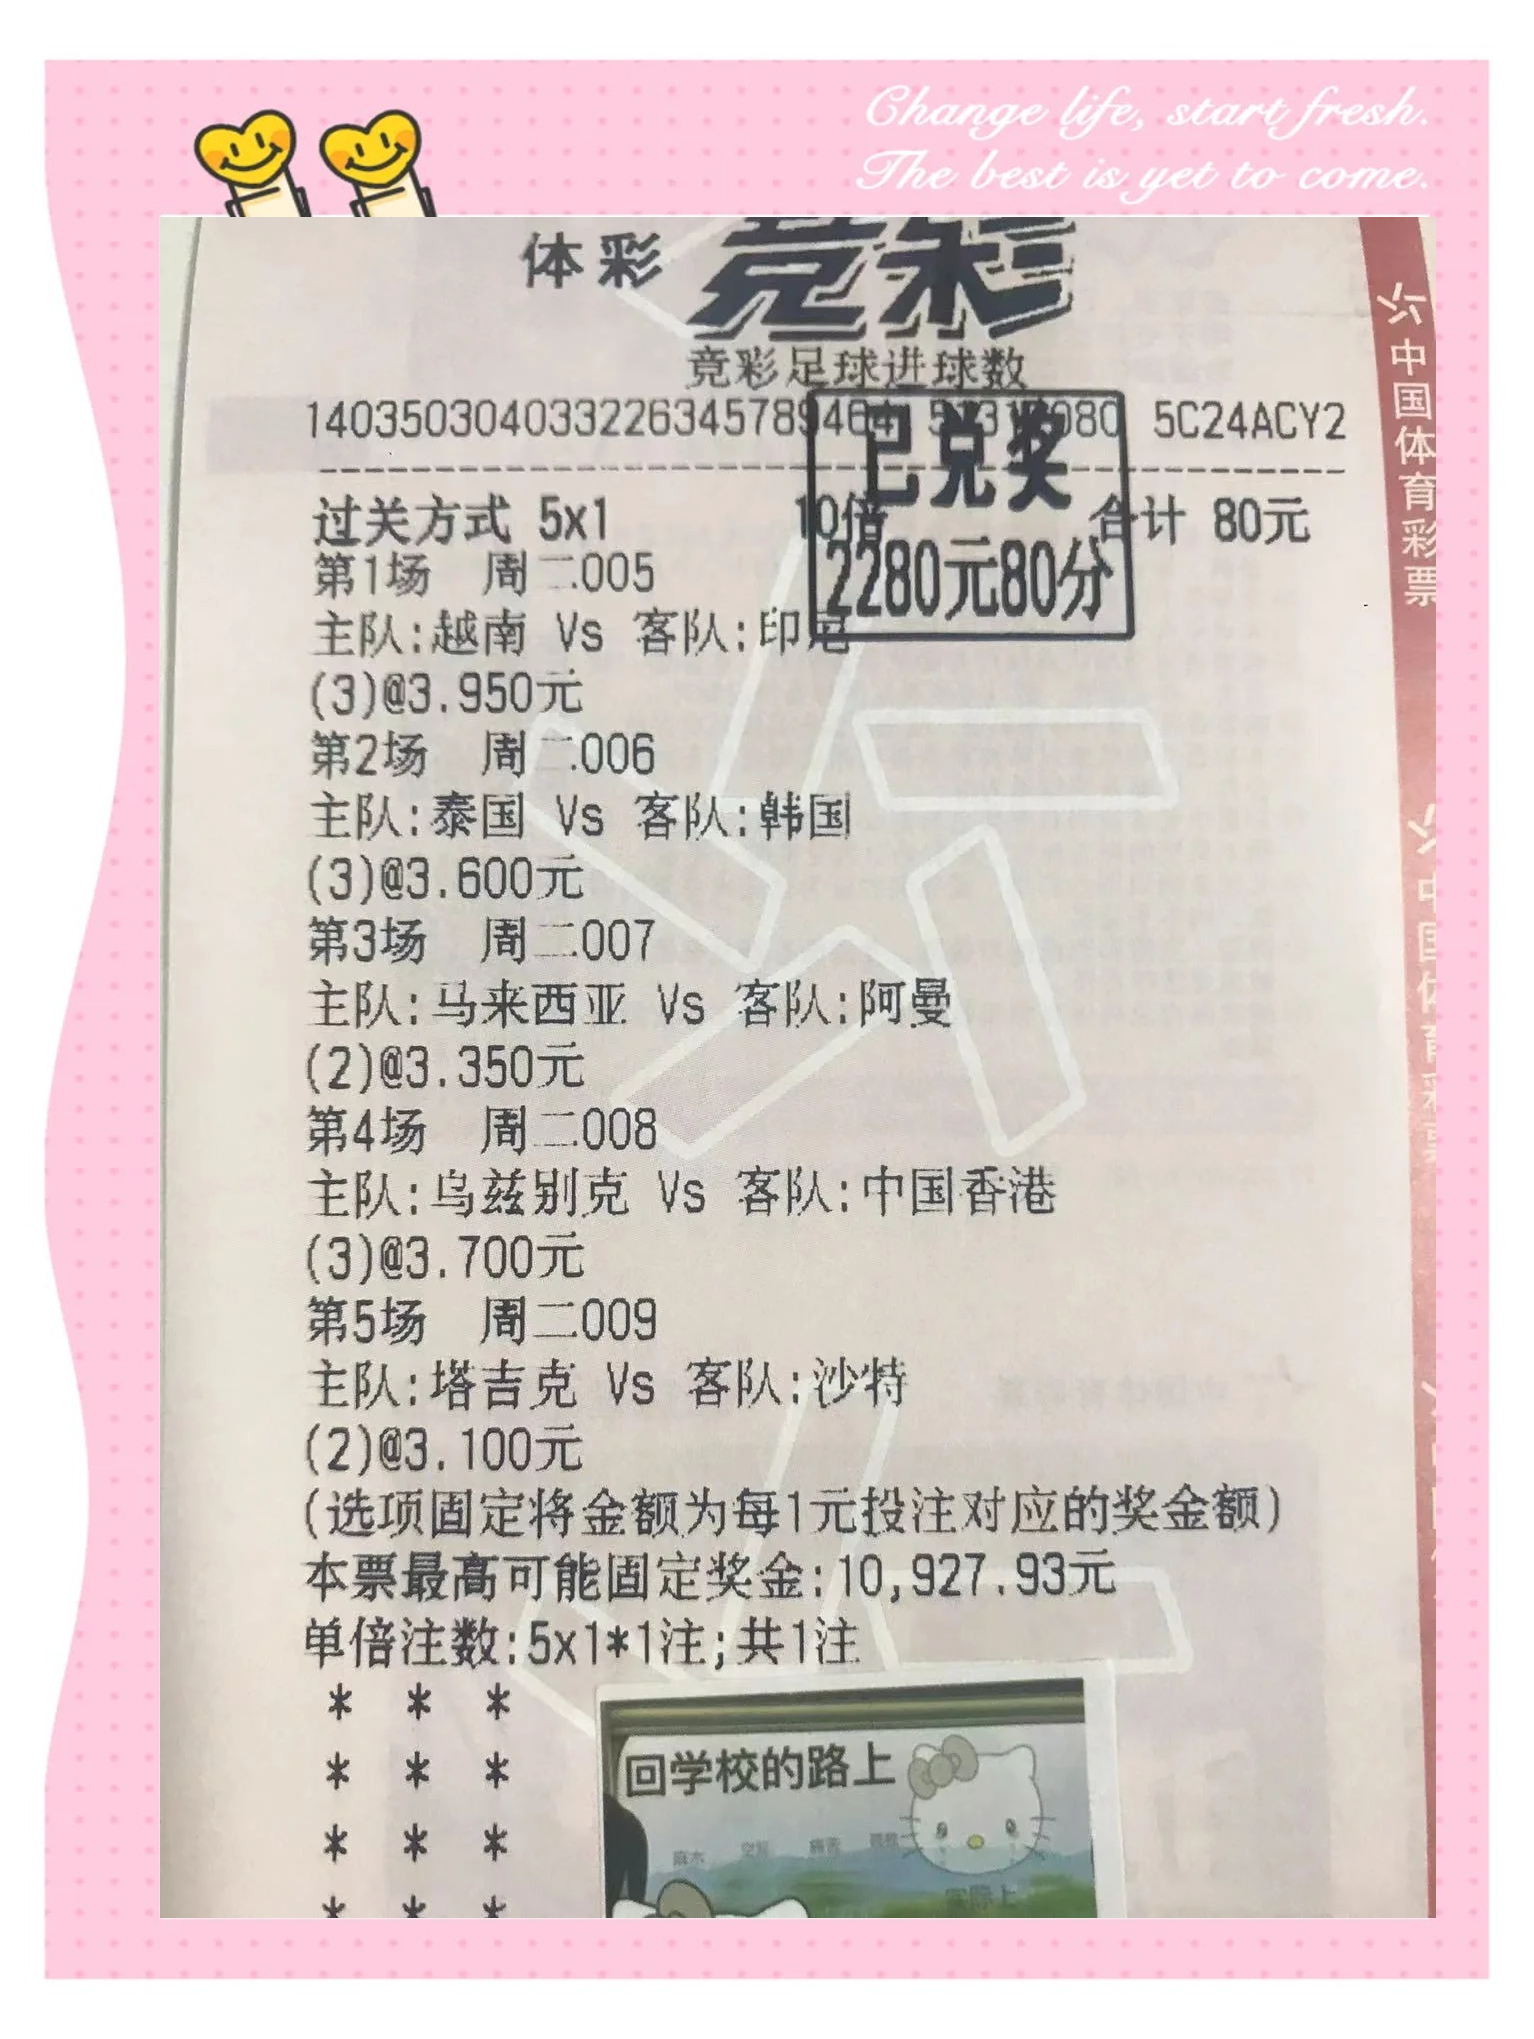 Change life, start fresh.
The best is yet to come.
体彩 竞彩
竞彩足球进球数
5C24ACY2
已兑奖
2280元80分
过关方式 5x1 10倍 合计 80元
第1场 周二005
主队:越南 Vs 客队:印尼
(3)@3.950元
第2场 周二006
主队:泰国 Vs 客队:韩国
(3)@3.600元
第3场 周二007
主队:马来西亚 Vs 客队:阿曼
(2)@3.350元
第4场 周二008
主队:乌兹别克 Vs 客队:中国香港
(3)@3.700元
第5场 周二009
主队:塔吉克 Vs 客队:沙特
(2)@3.100元
(选项固定将金额为每1元投注对应的奖金额)
本票最高可能固定奖金:10,927.93元
单倍注数:5x1*1注;共1注
* * *
* * *
* * *
* * *
回学校的路上
麻木
实际上
中国体育彩票
中国体育彩票